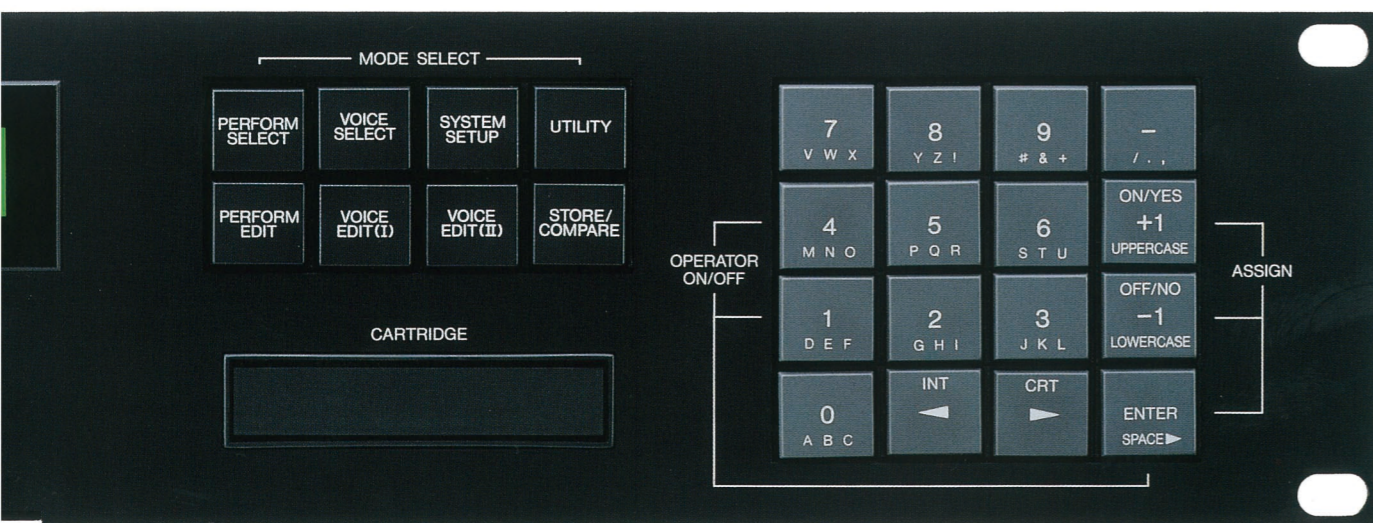 MODE SELECT
PERFORM
SELECT
VOICE
SELECT
SYSTEM
SETUP
UTILITY
PERFORM
EDIT
VOICE
EDIT(I)
VOICE
EDIT(II)
STORE/
COMPARE
CARTRIDGE
OPERATOR
ON/OFF
7
V W X
8
Y Z !
9
# & +
–
/ . ,
4
M N O
5
P Q R
6
S T U
ON/YES
+1
UPPERCASE
1
D E F
2
G H I
3
J K L
OFF/NO
−1
LOWERCASE
0
A B C
INT
◀
CRT
▶
ENTER
SPACE▶
ASSIGN